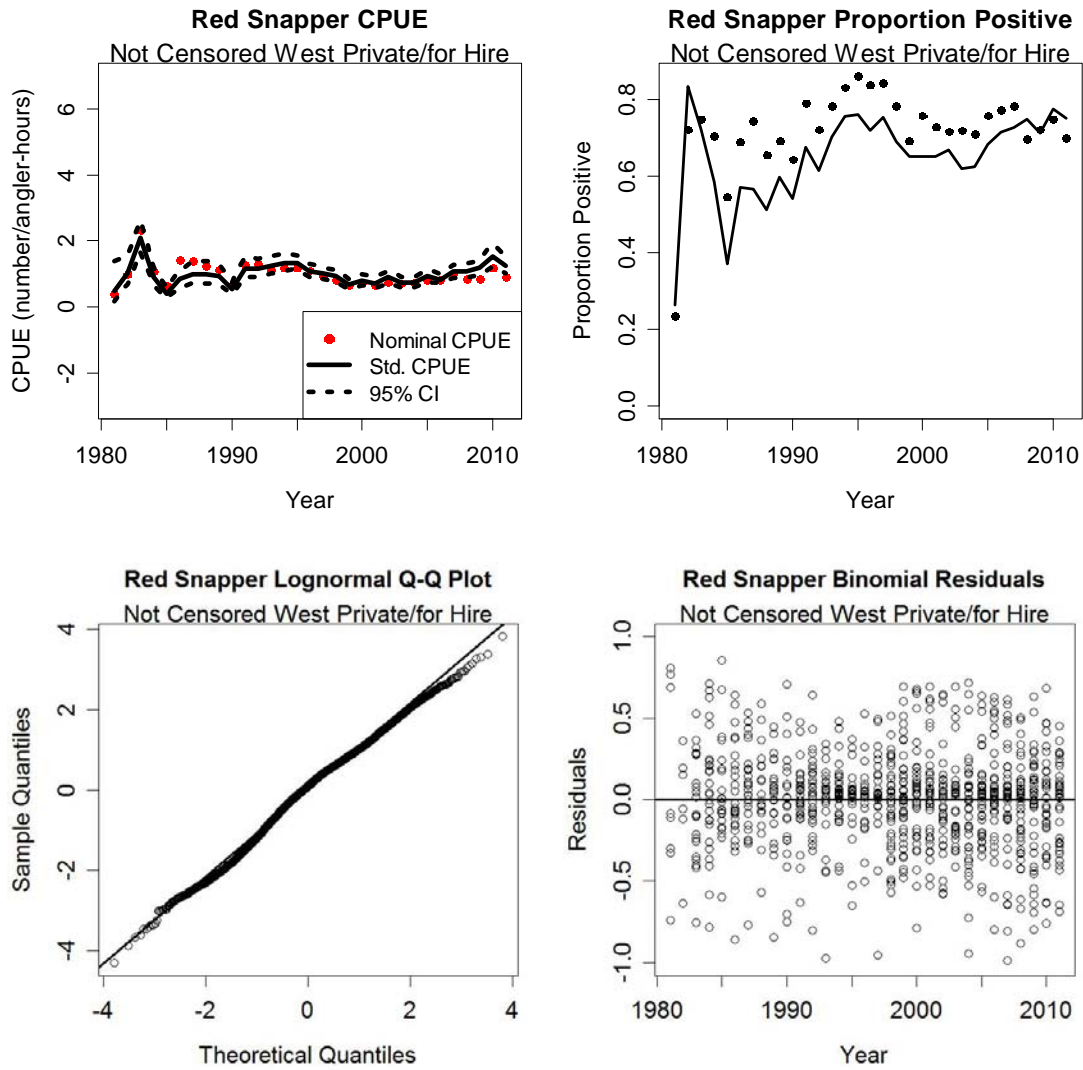 Red Snapper CPUE
Not Censored West Private/for Hire
CPUE (number/angler-hours)
6
4
2
0
-2
Nominal CPUE
Std. CPUE
95% CI
1980 1990 2000 2010
Year
Red Snapper Proportion Positive
Not Censored West Private/for Hire
Proportion Positive
0.8
0.6
0.4
0.2
0.0
1980 1990 2000 2010
Year
Red Snapper Lognormal Q-Q Plot
Not Censored West Private/for Hire
Sample Quantiles
4
2
0
-2
-4
-4 -2 0 2 4
Theoretical Quantiles
Red Snapper Binomial Residuals
Not Censored West Private/for Hire
Residuals
1.0
0.5
0.0
-0.5
-1.0
1980 1990 2000 2010
Year